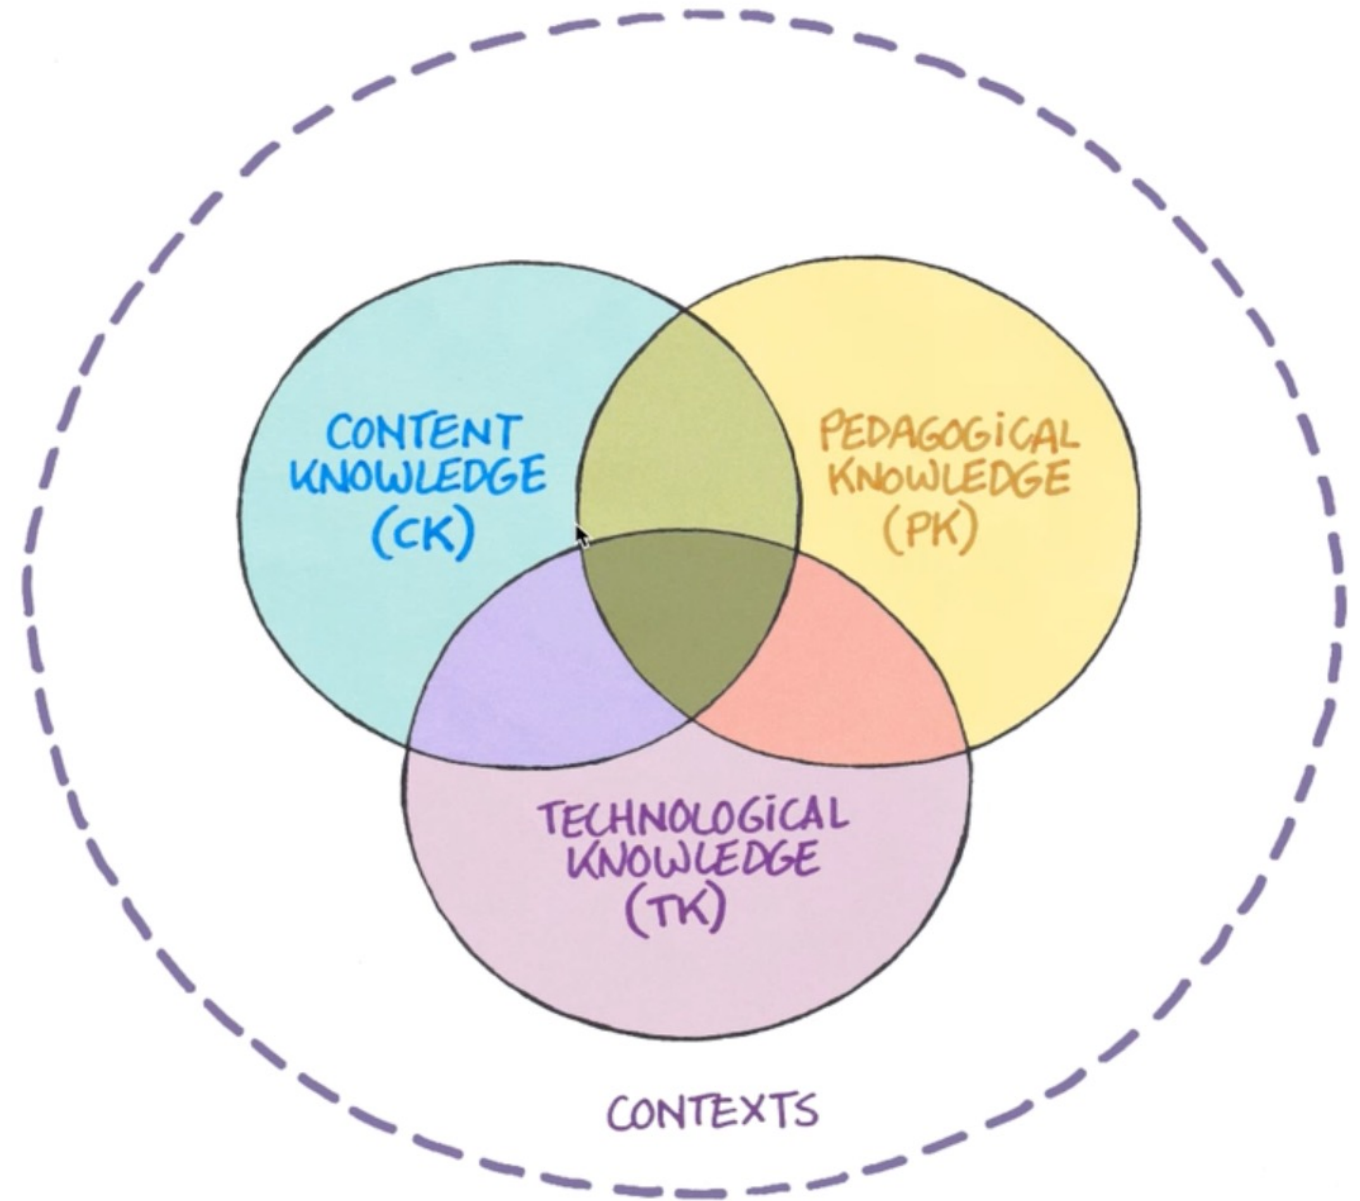 CONTENT
KNOWLEDGE
(CK)
PEDAGOGiCAL
KNOWLEDGE
(PK)
TECHNOLOGiCAL
KNOWLEDGE
(TK)
CONTEXTS